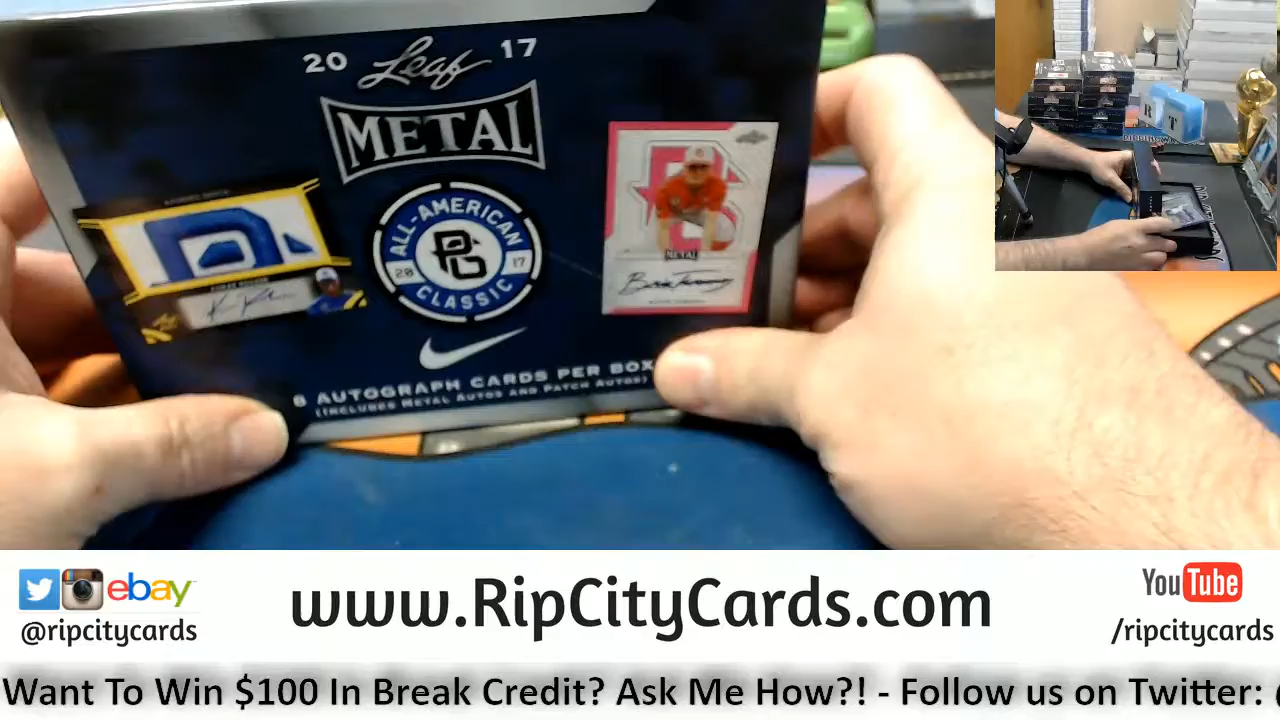 20 Leaf 17
METAL
ALL-AMERICAN
PG
20 17
CLASSIC
METAL
8 AUTOGRAPH CARDS PER BOX
(INCLUDES METAL AUTOS AND PATCH AUTOS)
ebay
@ripcitycards
www.RipCityCards.com
YouTube
/ripcitycards
Want To Win $100 In Break Credit? Ask Me How?! - Follow us on Twitter: